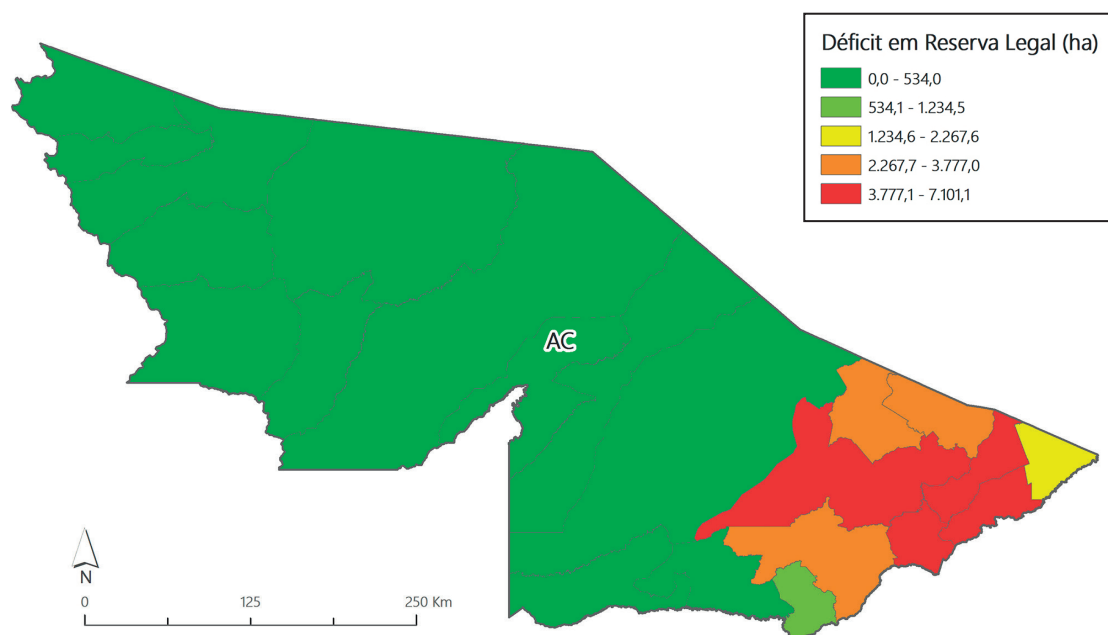 Déficit em Reserva Legal (ha)
0,0 - 534,0
534,1 - 1.234,5
1.234,6 - 2.267,6
2.267,7 - 3.777,0
3.777,1 - 7.101,1
AC
N
0 125 250 Km